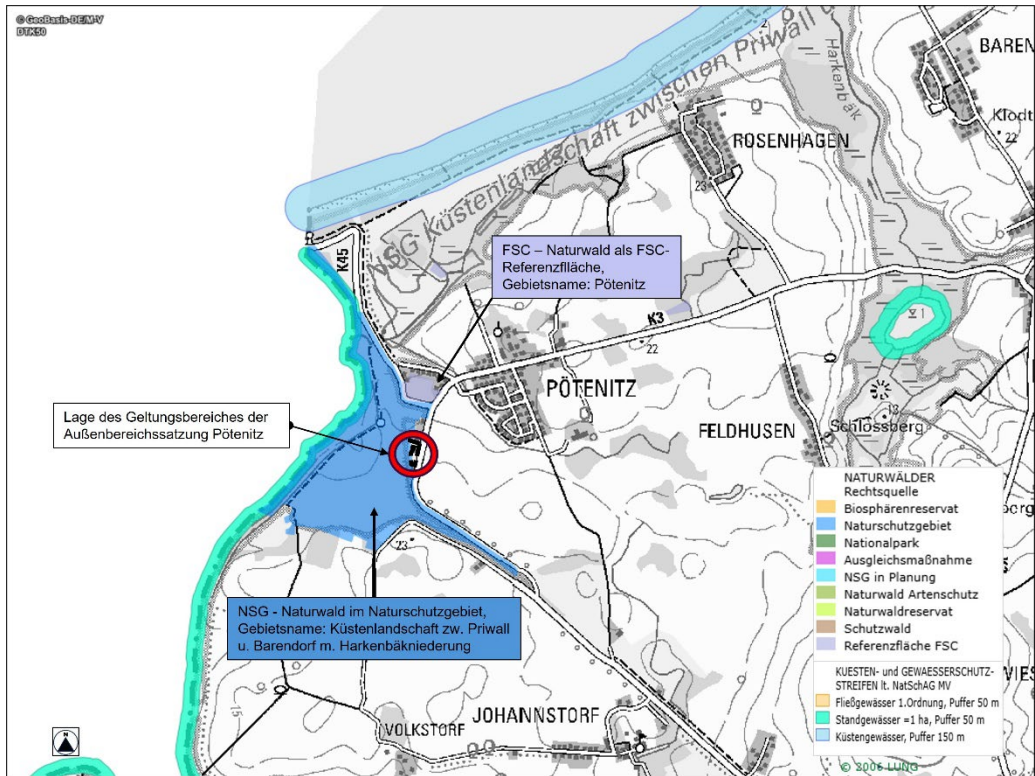 © GeoBasis-DE/M-V
DTK50
NSG Küstenlandschaft zwischen Priwall
Harkenbäk
BAREN
Klodt
22
ROSENHAGEN
23
K45
FSC – Naturwald als FSC-
Referenzflläche,
Gebietsname: Pötenitz
K3
22
PÖTENITZ
Lage des Geltungsbereiches der
Außenbereichssatzung Pötenitz
FELDHUSEN
Schlossberg
23
NSG - Naturwald im Naturschutzgebiet,
Gebietsname: Küstenlandschaft zw. Priwall
u. Barendorf m. Harkenbäkniederung
VOLKSTORF
JOHANNSTORF
NATURWÄLDER
Rechtsquelle
Biosphärenreservat
Naturschutzgebiet
Nationalpark
Ausgleichsmaßnahme
NSG in Planung
Naturwald Artenschutz
Naturwaldreservat
Schutzwald
Referenzfläche FSC
KUESTEN- und GEWAESSERSCHUTZ-
STREIFEN lt. NatSchAG MV
Fließgewässer 1.Ordnung, Puffer 50 m
Standgewässer =1 ha, Puffer 50 m
Küstengewässer, Puffer 150 m
© 2006 LUNG